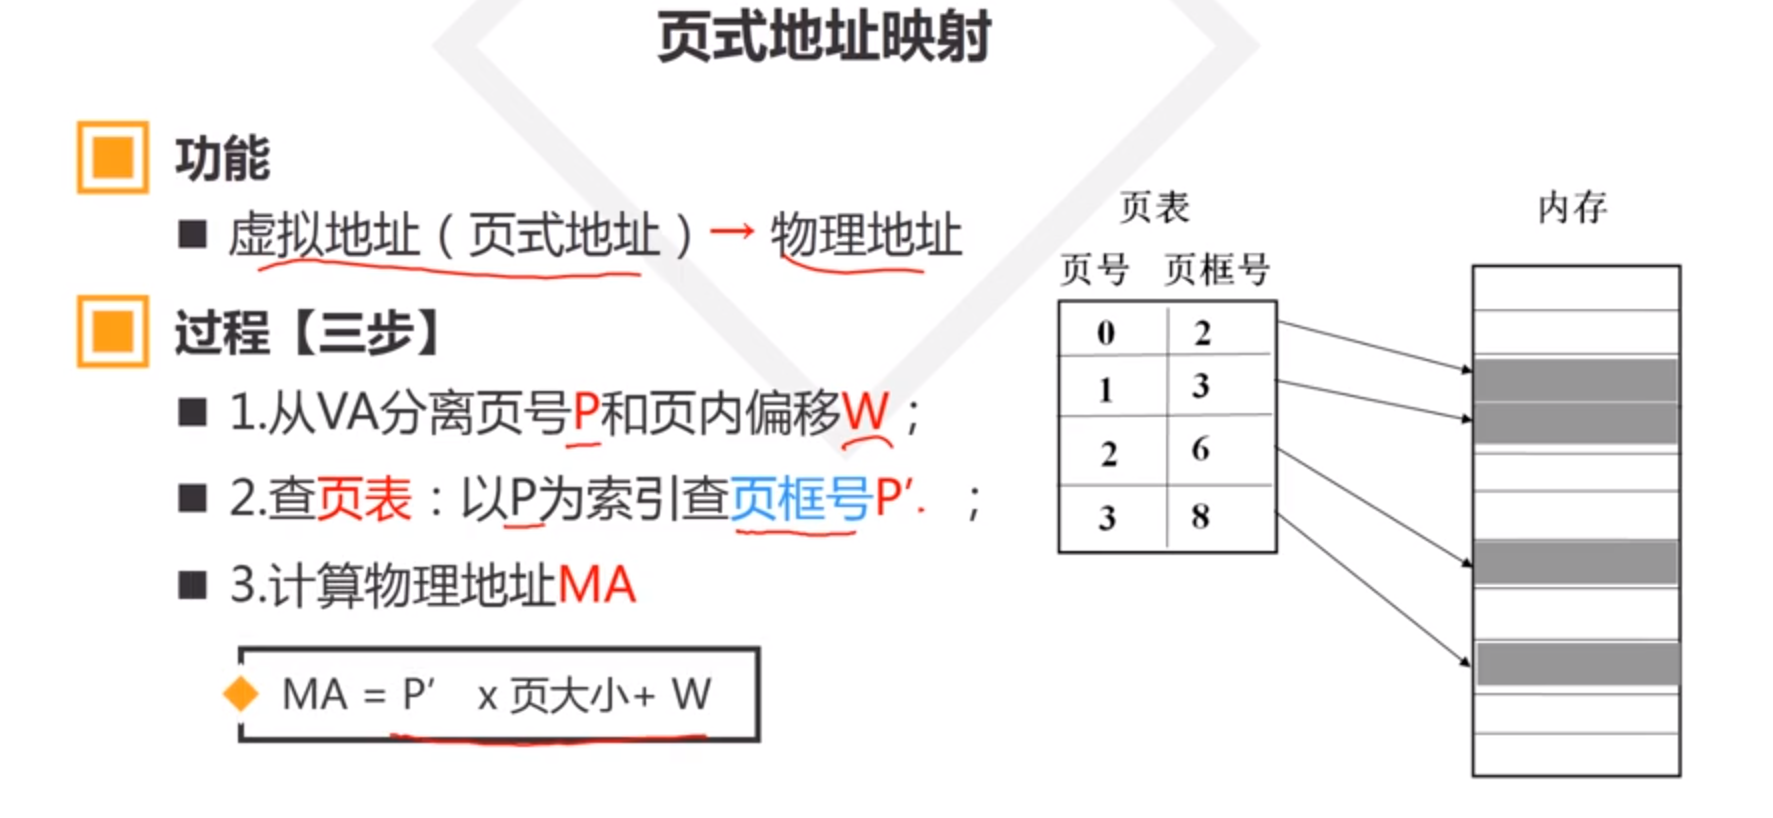 页式地址映射
功能
■ 虚拟地址（页式地址）→ 物理地址
过程【三步】
■ 1.从VA分离页号P和页内偏移W；
■ 2.查页表：以P为索引查页框号P′. ；
■ 3.计算物理地址MA
MA = P′ x 页大小+ W
页表
页号 页框号
0 2
1 3
2 6
3 8
内存